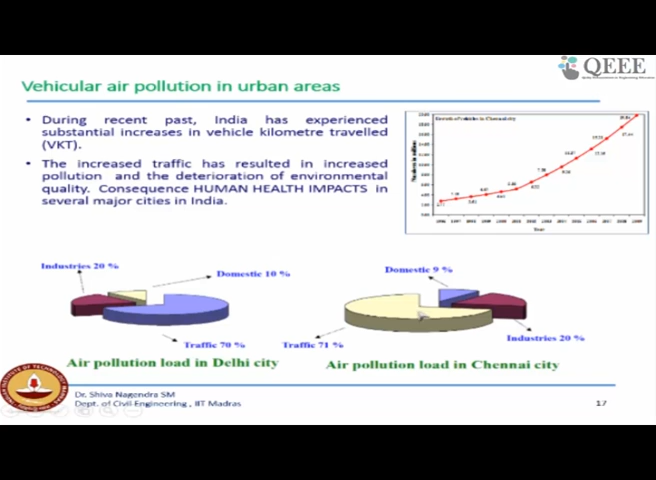 QEEE
Vehicular air pollution in urban areas
• During recent past, India has experienced
substantial increases in vehicle kilometre travelled
(VKT).
• The increased traffic has resulted in increased
pollution and the deterioration of environmental
quality. Consequence HUMAN HEALTH IMPACTS in
several major cities in India.
Growth of vehicles in Chennai city
Year
Industries 20 %
Domestic 10 %
Traffic 70 %
Air pollution load in Delhi city
Domestic 9 %
Traffic 71 %
Industries 20 %
Air pollution load in Chennai city
Dr. Shiva Nagendra SM
Dept. of Civil Engineering , IIT Madras
17